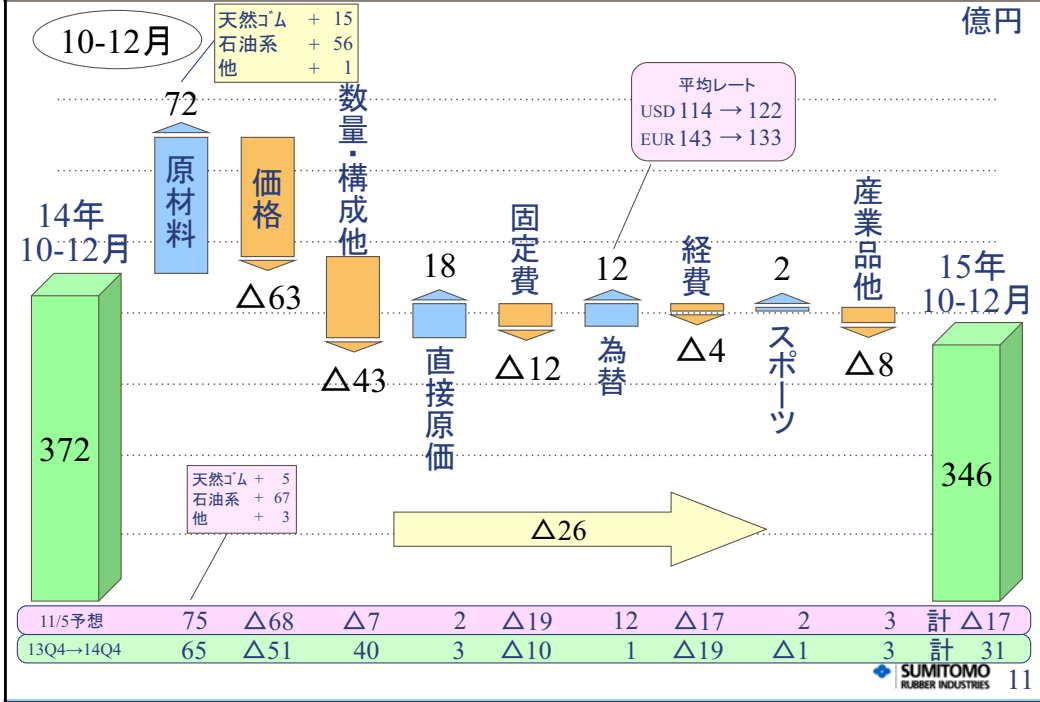 10-12月
天然ゴム + 15
石油系 + 56
他 + 1
億円
平均レート
USD 114 → 122
EUR 143 → 133
14年
10-12月
372
72
原材料
価格
△63
数量・構成他
△43
18
直接原価
固定費
△12
12
為替
経費
△4
2
スポーツ
産業品他
△8
15年
10-12月
346
天然ゴム + 5
石油系 + 67
他 + 3
△26
11/5予想 75 △68 △7 2 △19 12 △17 2 3 計 △17
13Q4→14Q4 65 △51 40 3 △10 1 △19 △1 3 計 31
SUMITOMO
RUBBER INDUSTRIES
11